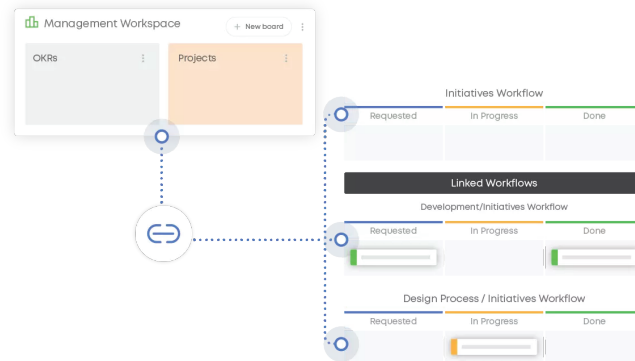 Management Workspace
+ New board
OKRs
Projects
Initiatives Workflow
Requested In Progress Done
Linked Workflows
Development/Initiatives Workflow
Requested In Progress Done
Design Process / Initiatives Workflow
Requested In Progress Done